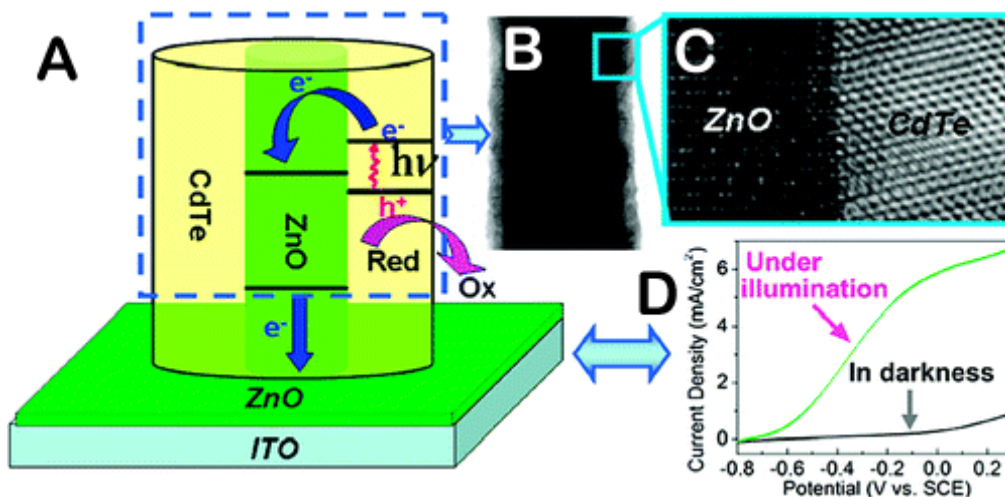 A
CdTe
ZnO
e-
e-
hν
h+
Red
Ox
e-
ZnO
ITO
B
C
ZnO
CdTe
D
Current Density (mA/cm²)
6
4
2
0
Under
illumination
In darkness
-0.8
-0.6
-0.4
-0.2
0.0
0.2
Potential (V vs. SCE)